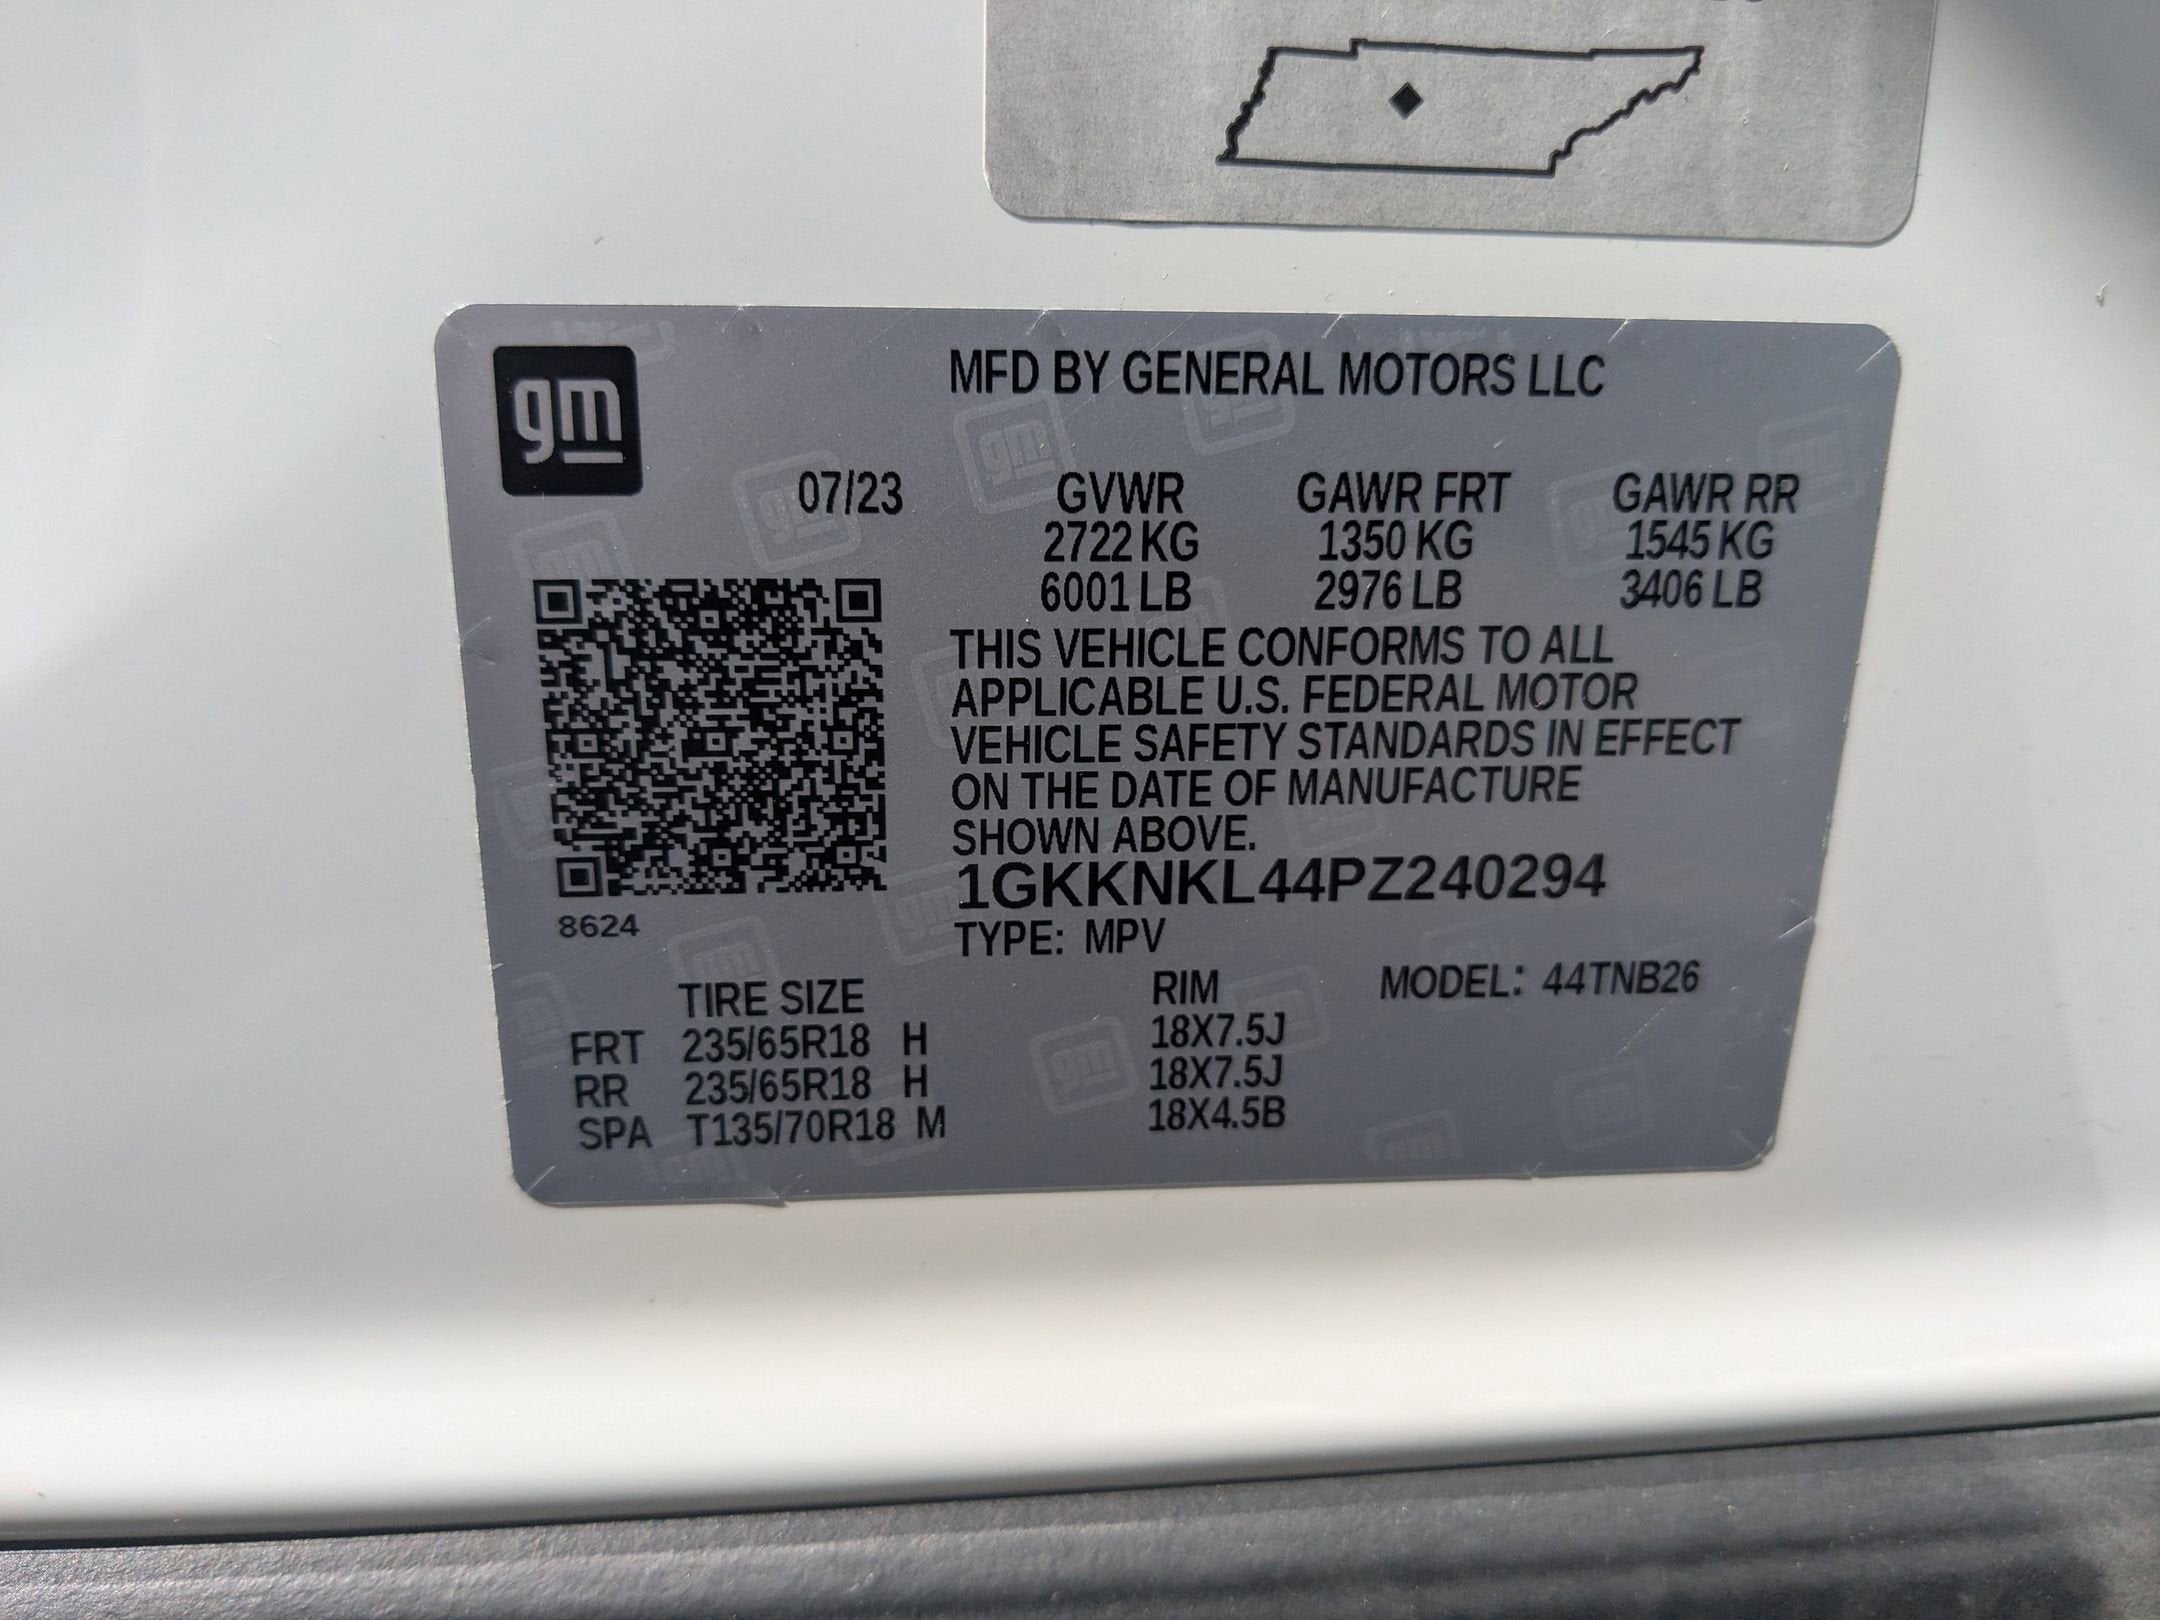 gm
MFD BY GENERAL MOTORS LLC
07/23 GVWR GAWR FRT GAWR RR
2722 KG 1350 KG 1545 KG
6001 LB 2976 LB 3406 LB
THIS VEHICLE CONFORMS TO ALL
APPLICABLE U.S. FEDERAL MOTOR
VEHICLE SAFETY STANDARDS IN EFFECT
ON THE DATE OF MANUFACTURE
SHOWN ABOVE.
1GKKNKL44PZ240294
8624
TYPE: MPV
TIRE SIZE RIM MODEL: 44TNB26
FRT 235/65R18 H 18X7.5J
RR 235/65R18 H 18X7.5J
SPA T135/70R18 M 18X4.5B